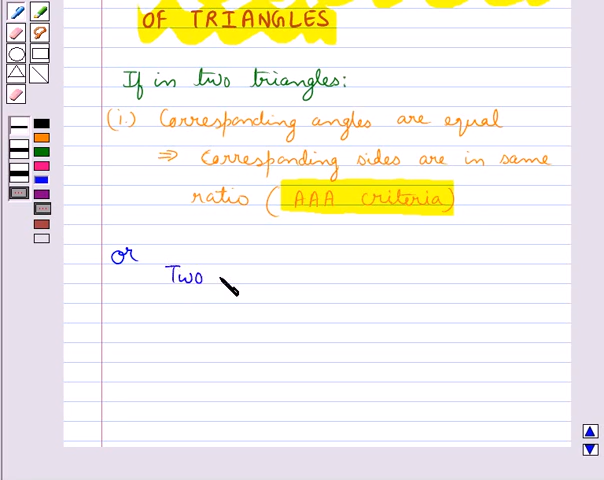 OF TRIANGLES
If in two triangles:
(i.) Corresponding angles are equal
⇒ Corresponding sides are in same
ratio ( AAA criteria)
or
Two